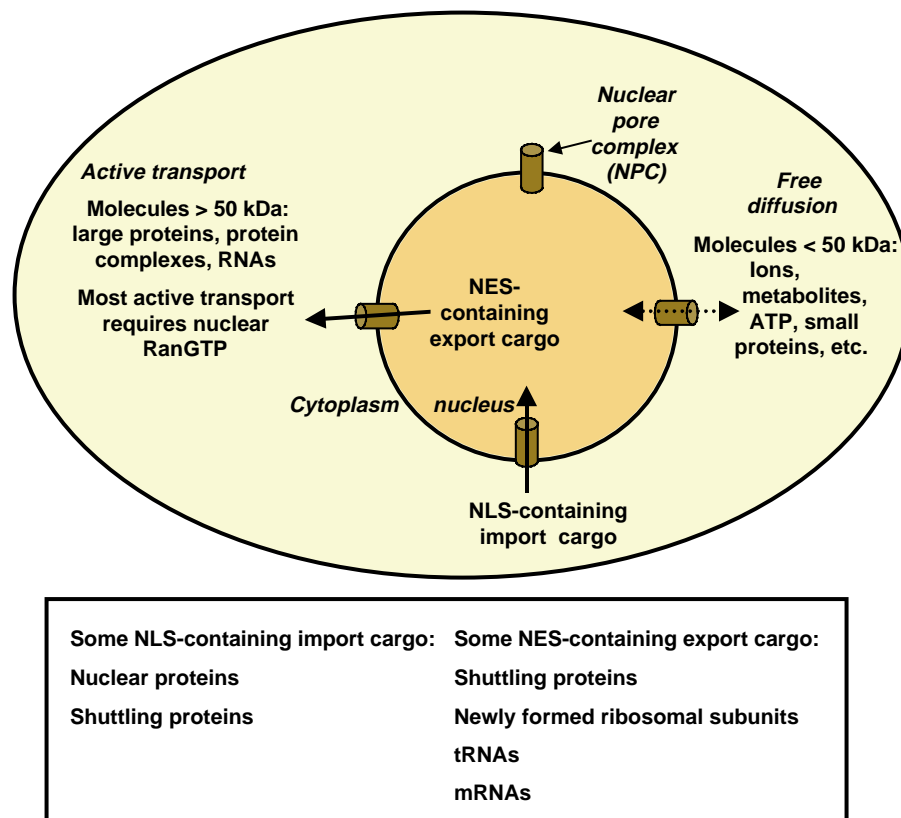 Nuclear
pore
complex
(NPC)
Active transport
Molecules > 50 kDa:
large proteins, protein
complexes, RNAs
Most active transport
requires nuclear
RanGTP
Free
diffusion
Molecules < 50 kDa:
Ions,
metabolites,
ATP, small
proteins, etc.
NES-
containing
export cargo
Cytoplasm
nucleus
NLS-containing
import cargo
Some NLS-containing import cargo:
Nuclear proteins
Shuttling proteins
Some NES-containing export cargo:
Shuttling proteins
Newly formed ribosomal subunits
tRNAs
mRNAs